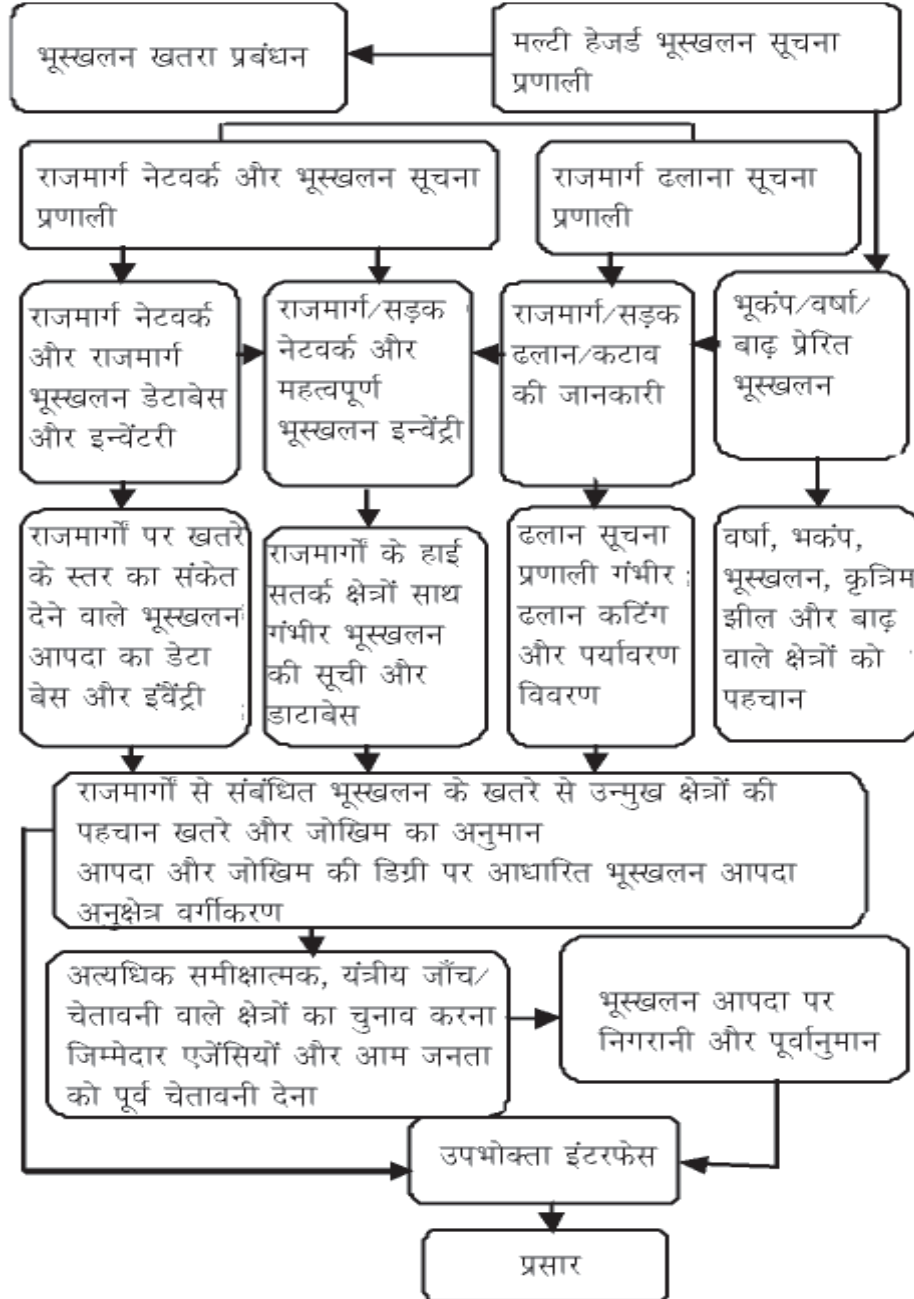 भूस्खलन खतरा प्रबंधन
मल्टी हेजर्ड भूस्खलन सूचना
प्रणाली
राजमार्ग नेटवर्क और भूस्खलन सूचना
प्रणाली
राजमार्ग ढलाना सूचना
प्रणाली
राजमार्ग नेटवर्क
और राजमार्ग
भूस्खलन डेटाबेस
और इन्वेंटरी
राजमार्ग/सड़क
नेटवर्क और
महत्वपूर्ण
भूस्खलन इन्वेंट्री
राजमार्ग/सड़क
ढलान/कटाव
की जानकारी
भूकंप/वर्षा/
बाढ़ प्रेरित
भूस्खलन
राजमार्गों पर खतरे
के स्तर का संकेत
देने वाले भूस्खलन
आपदा का डेटा
बेस और इंवैंट्री
राजमार्गों के हाई
सतर्क क्षेत्रों साथ
गंभीर भूस्खलन
की सूची और
डाटाबेस
ढलान सूचना
प्रणाली गंभीर
ढलान कटिंग
और पर्यावरण
विवरण
वर्षा, भकंप,
भूस्खलन, कृत्रिम
झील और बाढ़
वाले क्षेत्रों को
पहचान
राजमार्गों से संबंधित भूस्खलन के खतरे से उन्मुख क्षेत्रों की
पहचान खतरे और जोखिम का अनुमान
आपदा और जोखिम की डिग्री पर आधारित भूस्खलन आपदा
अनुक्षेत्र वर्गीकरण
अत्यधिक समीक्षात्मक, यंत्रीय जाँच/
चेतावनी वाले क्षेत्रों का चुनाव करना
जिम्मेदार एजेंसियों और आम जनता
को पूर्व चेतावनी देना
भूस्खलन आपदा पर
निगरानी और पूर्वानुमान
उपभोक्ता इंटरफेस
प्रसार